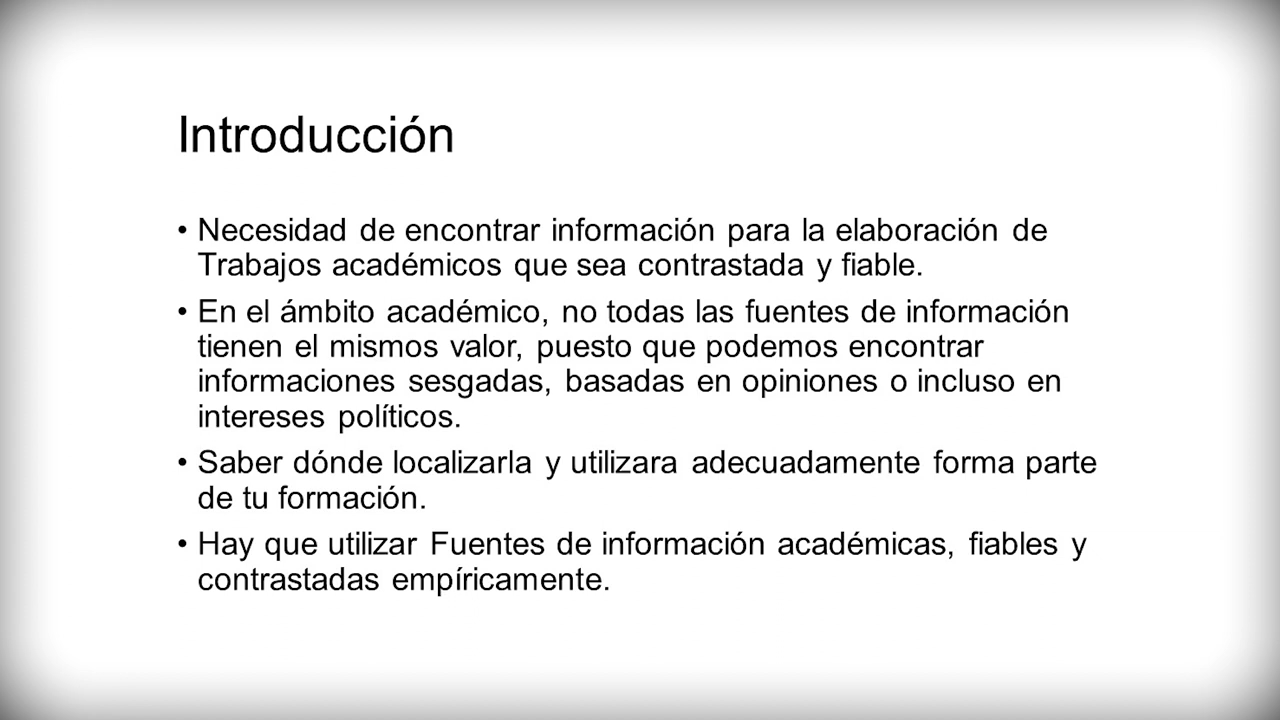 Introducción
• Necesidad de encontrar información para la elaboración de
Trabajos académicos que sea contrastada y fiable.
• En el ámbito académico, no todas las fuentes de información
tienen el mismos valor, puesto que podemos encontrar
informaciones sesgadas, basadas en opiniones o incluso en
intereses políticos.
• Saber dónde localizarla y utilizara adecuadamente forma parte
de tu formación.
• Hay que utilizar Fuentes de información académicas, fiables y
contrastadas empíricamente.